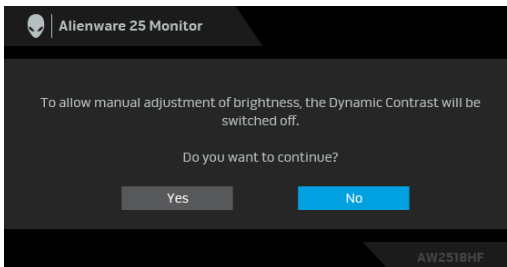 Alienware 25 Monitor
To allow manual adjustment of brightness, the Dynamic Contrast will be
switched off.
Do you want to continue?
Yes
No
AW2518HF